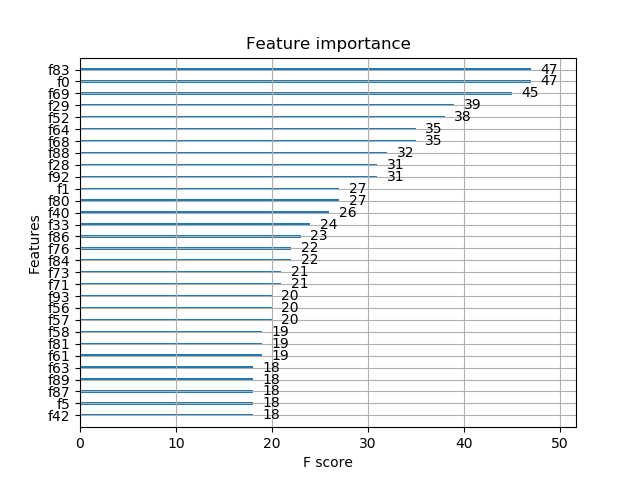 Feature importance
f83 47
f0 47
f69 45
f29 39
f52 38
f64 35
f68 35
f88 32
f28 31
f92 31
f1 27
f80 27
f40 26
f33 24
f86 23
f76 22
f84 22
f73 21
f71 21
f93 20
f56 20
f57 20
f58 19
f81 19
f61 19
f63 18
f89 18
f87 18
f5 18
f42 18
Features
0 10 20 30 40 50
F score